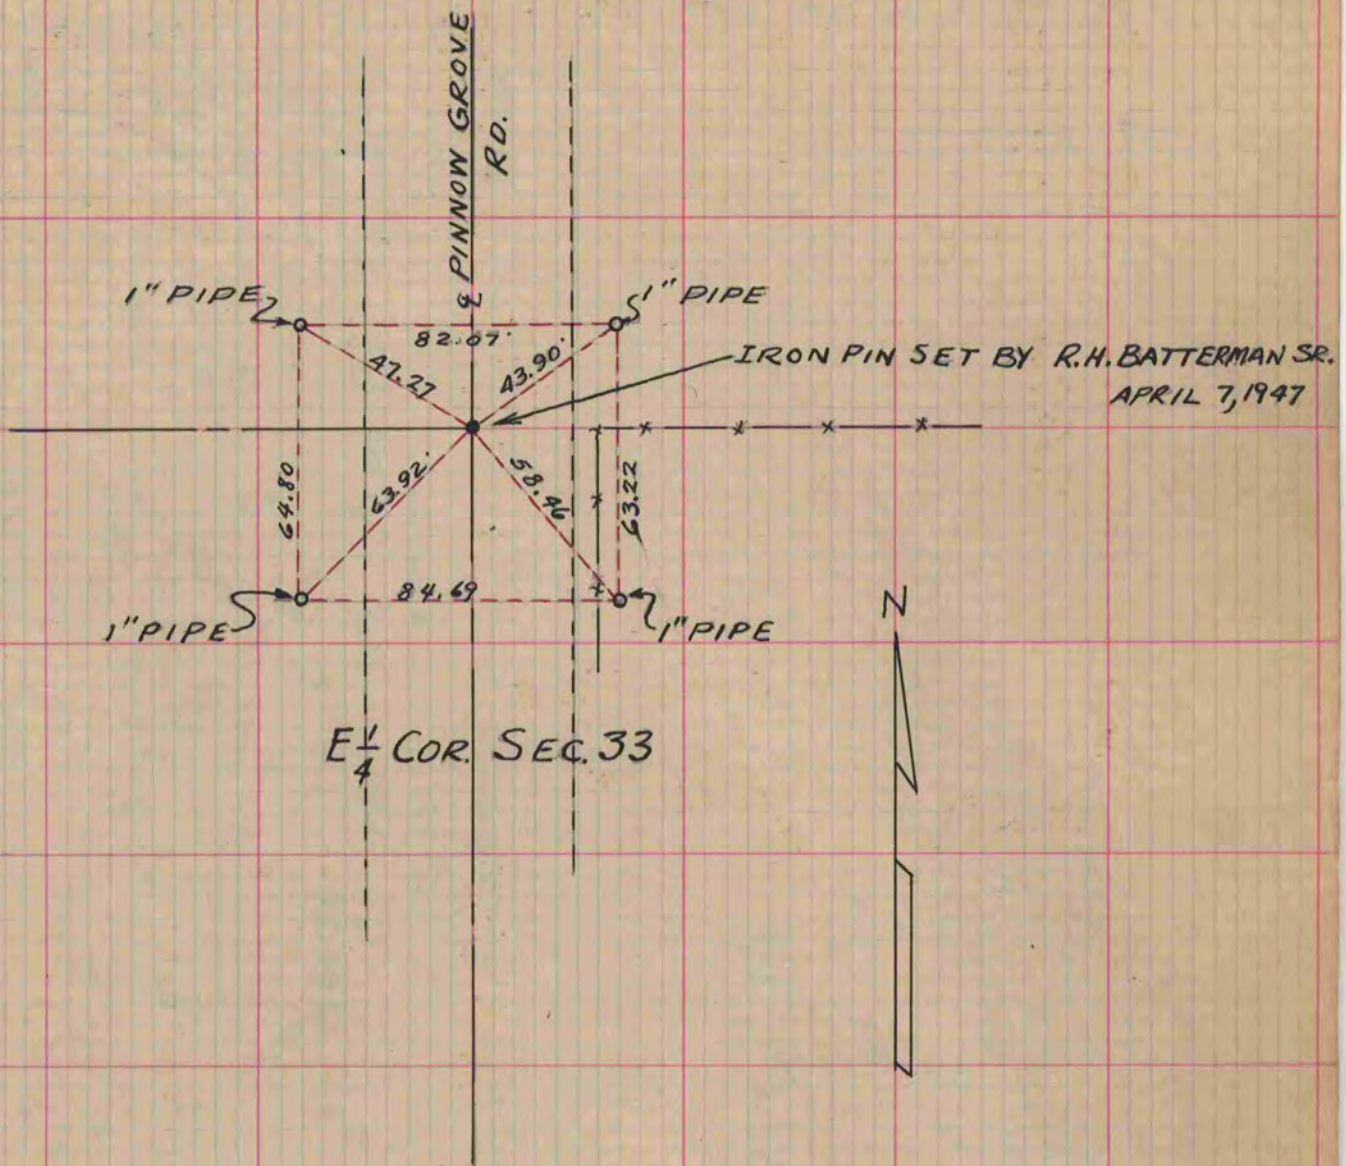 ℄ PINNOW GROVE
RD.
1" PIPE
1" PIPE
82.07'
47.27
43.90'
IRON PIN SET BY R.H. BATTERMAN SR.
APRIL 7, 1947
64.80
63.92'
58.46
63.22
84.69
1" PIPE
1" PIPE
N
E 1/4 COR. SEC. 33